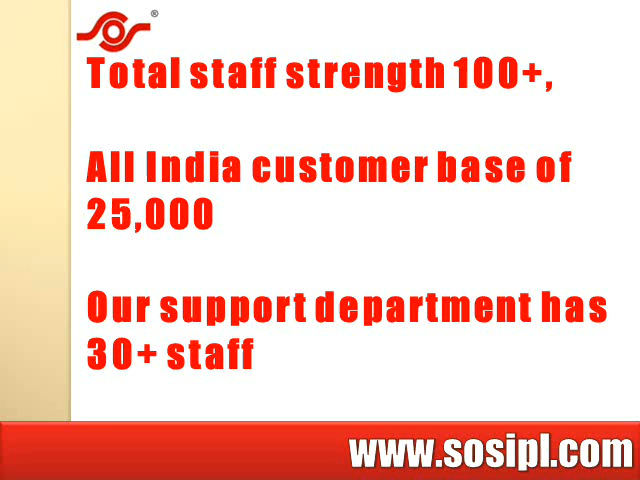 SOS ®
Total staff strength 100+,
All India customer base of
25,000
Our support department has
30+ staff
www.sosipl.com